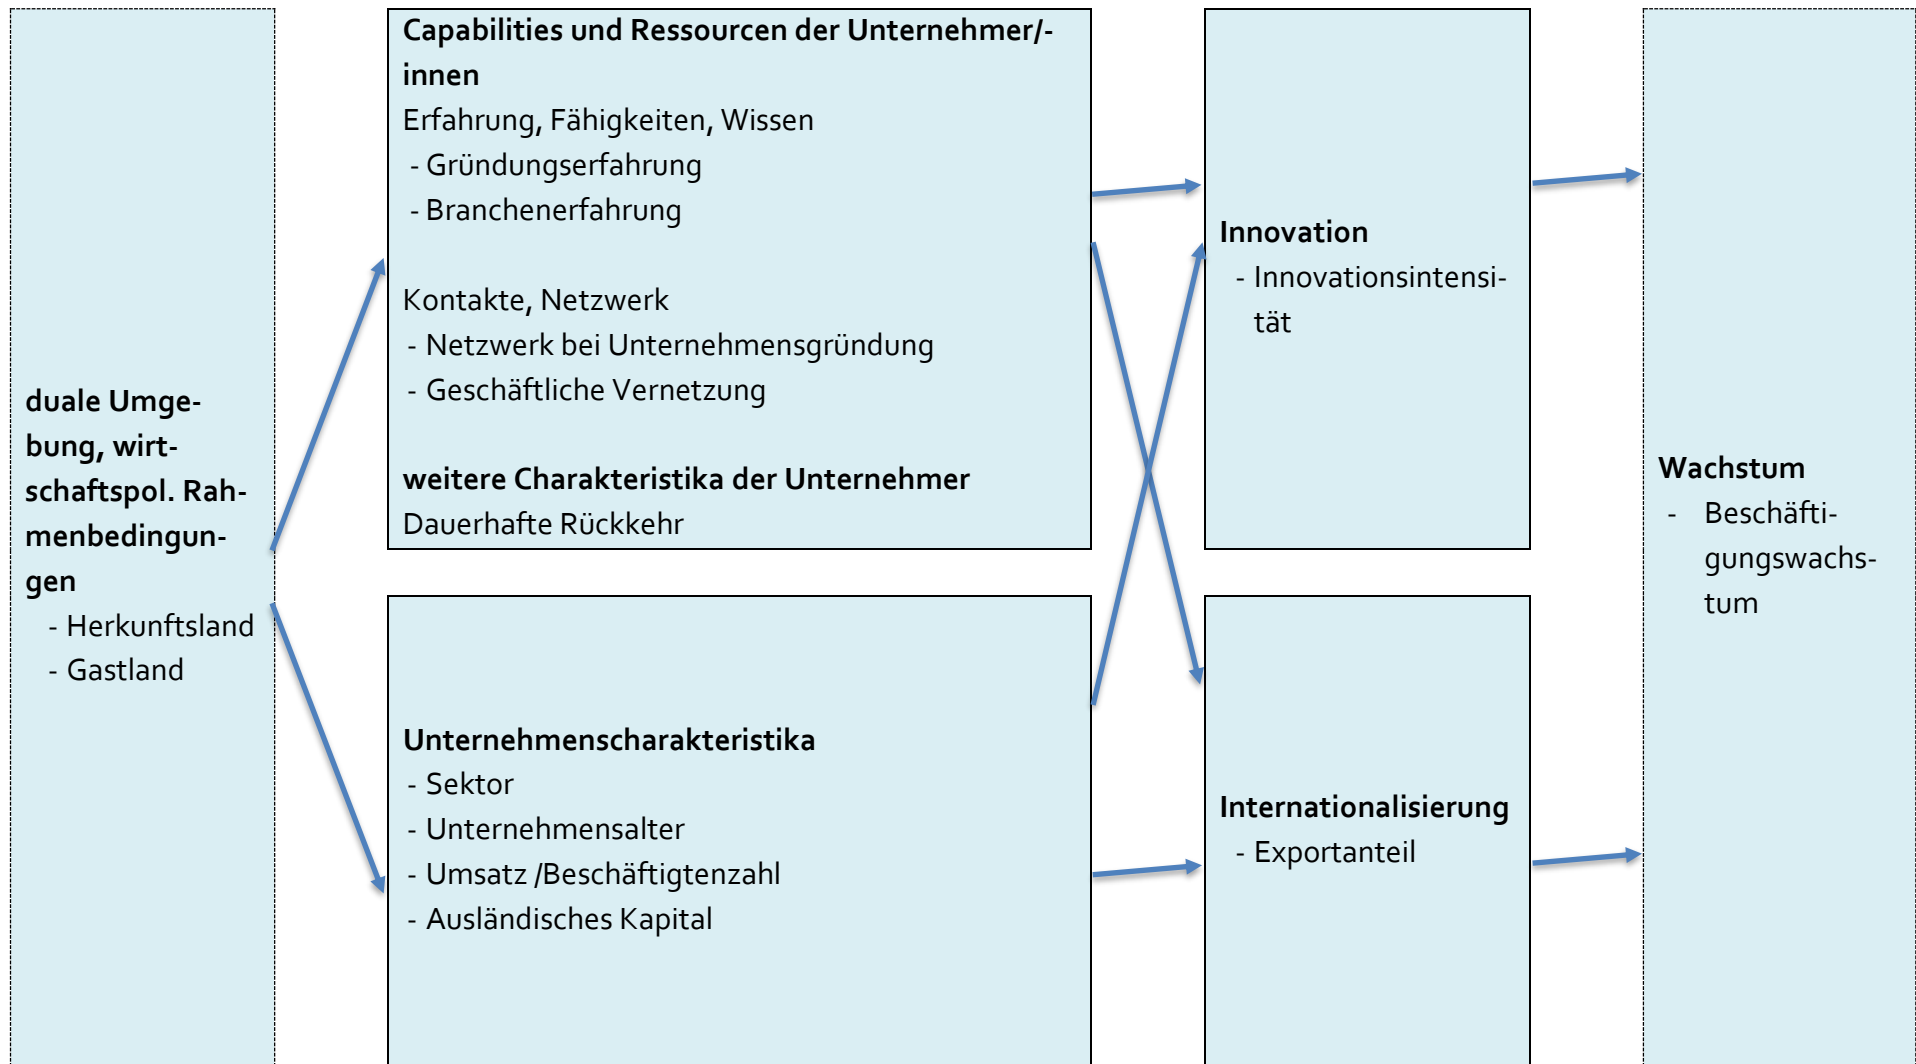 duale Umge-
bung, wirt-
schaftspol. Rah-
menbedingun-
gen
- Herkunftsland
- Gastland
Capabilities und Ressourcen der Unternehmer/-
innen
Erfahrung, Fähigkeiten, Wissen
- Gründungserfahrung
- Branchenerfahrung
Kontakte, Netzwerk
- Netzwerk bei Unternehmensgründung
- Geschäftliche Vernetzung
weitere Charakteristika der Unternehmer
Dauerhafte Rückkehr
Unternehmenscharakteristika
- Sektor
- Unternehmensalter
- Umsatz /Beschäftigtenzahl
- Ausländisches Kapital
Innovation
- Innovationsintensi-
tät
Internationalisierung
- Exportanteil
Wachstum
- Beschäfti-
gungswachs-
tum